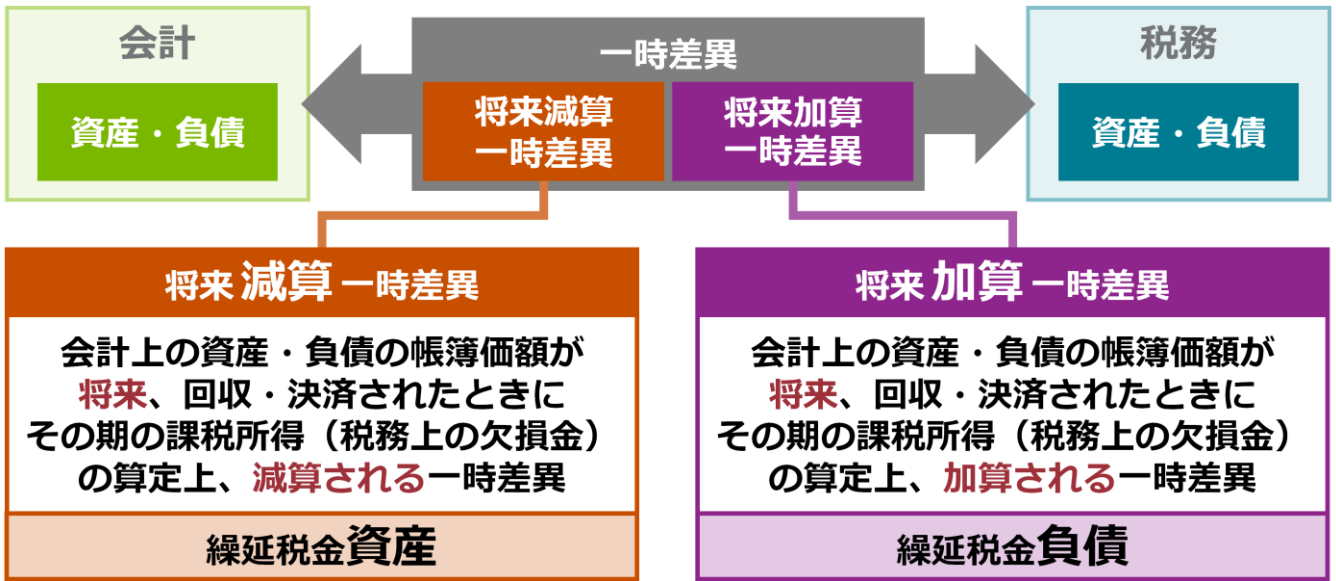 会計
資産・負債
一時差異
将来減算
一時差異
将来加算
一時差異
税務
資産・負債
将来 減算 一時差異
会計上の資産・負債の帳簿価額が
将来、回収・決済されたときに
その期の課税所得（税務上の欠損金）
の算定上、減算される一時差異
繰延税金資産
将来 加算 一時差異
会計上の資産・負債の帳簿価額が
将来、回収・決済されたときに
その期の課税所得（税務上の欠損金）
の算定上、加算される一時差異
繰延税金負債